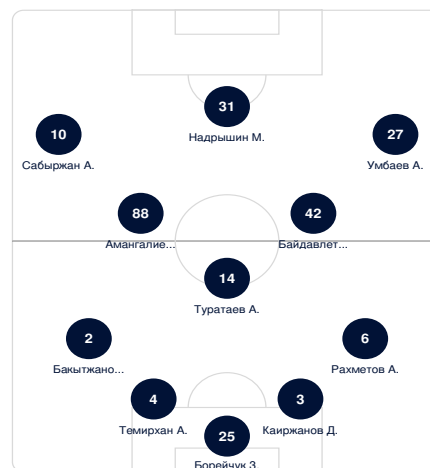 31
Надрышин М.
10
27
Сабыржан А.
Умбаев А.
88
42
Амангалие...
Байдавлет...
14
Туратаев А.
2
6
Бакытжано...
Рахметов А.
4
3
Темирхан А.
Каиржанов Д.
25
Борейчук З.